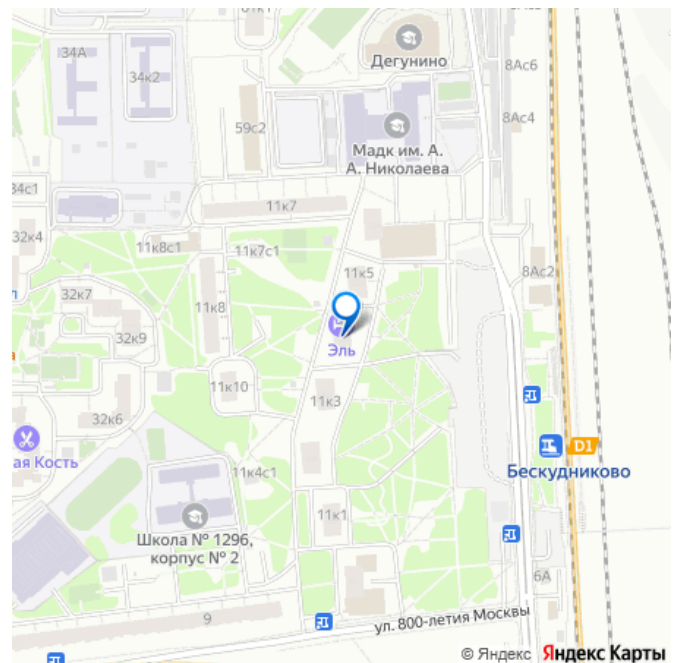 34А
34к2
Дегунино
8Ас6
59с2
8Ас4
Мадк им. А.
А. Николаева
34с1
11к7
32к4
11к8с1
11к7с1
11к5
8Ас2
32к7
11к8
32к9
Эль
11к10
11к3
32к6
ая Кость
D1
Бескудниково
11к4с1
11к1
Школа № 1296,
корпус № 2
6А
9
ул. 800-летия Москвы
© Яндекс Яндекс Карты